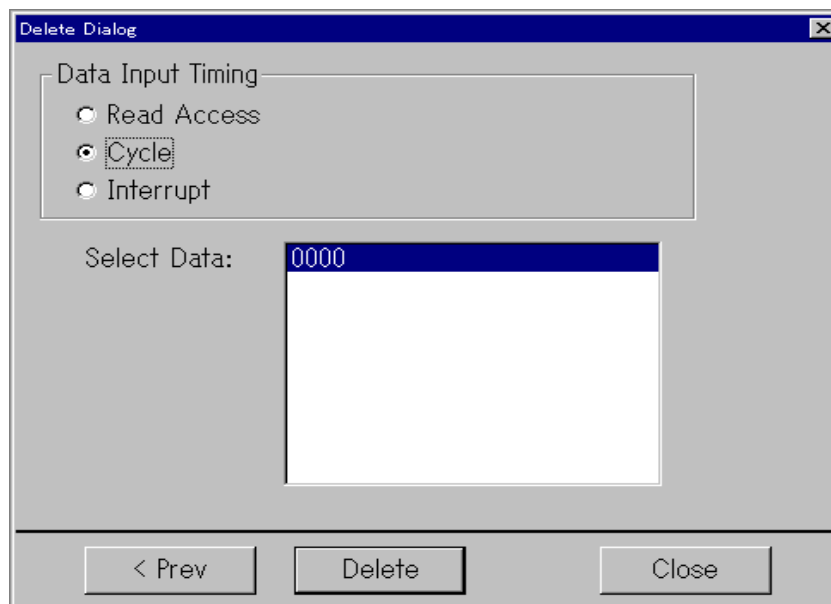 Delete Dialog
Data Input Timing
Read Access
Cycle
Interrupt
Select Data:
0000
< Prev
Delete
Close